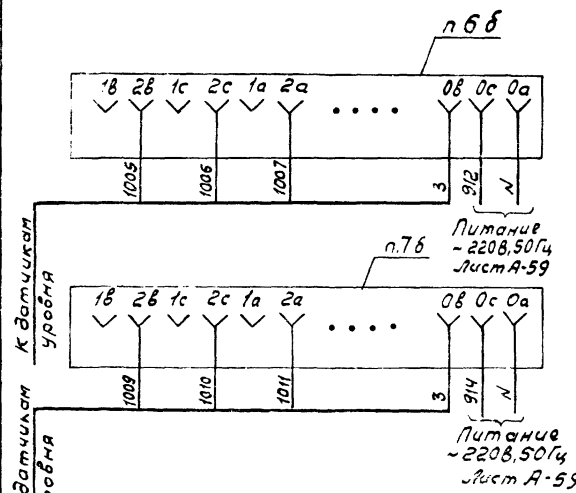 п 6 б
1в 2в 1с 2с 1а 2а 0в 0с 0а
1005 1006 1007 3 912 N
К датчикам
уровня
Питание
~ 220В, 50Гц
Лист А-59
п.7б
1в 2в 1с 2с 1а 2а 0в 0с 0а
1009 1010 1011 3 914 N
датчикам
Питание
~220В, 50Гц
Лист А-59